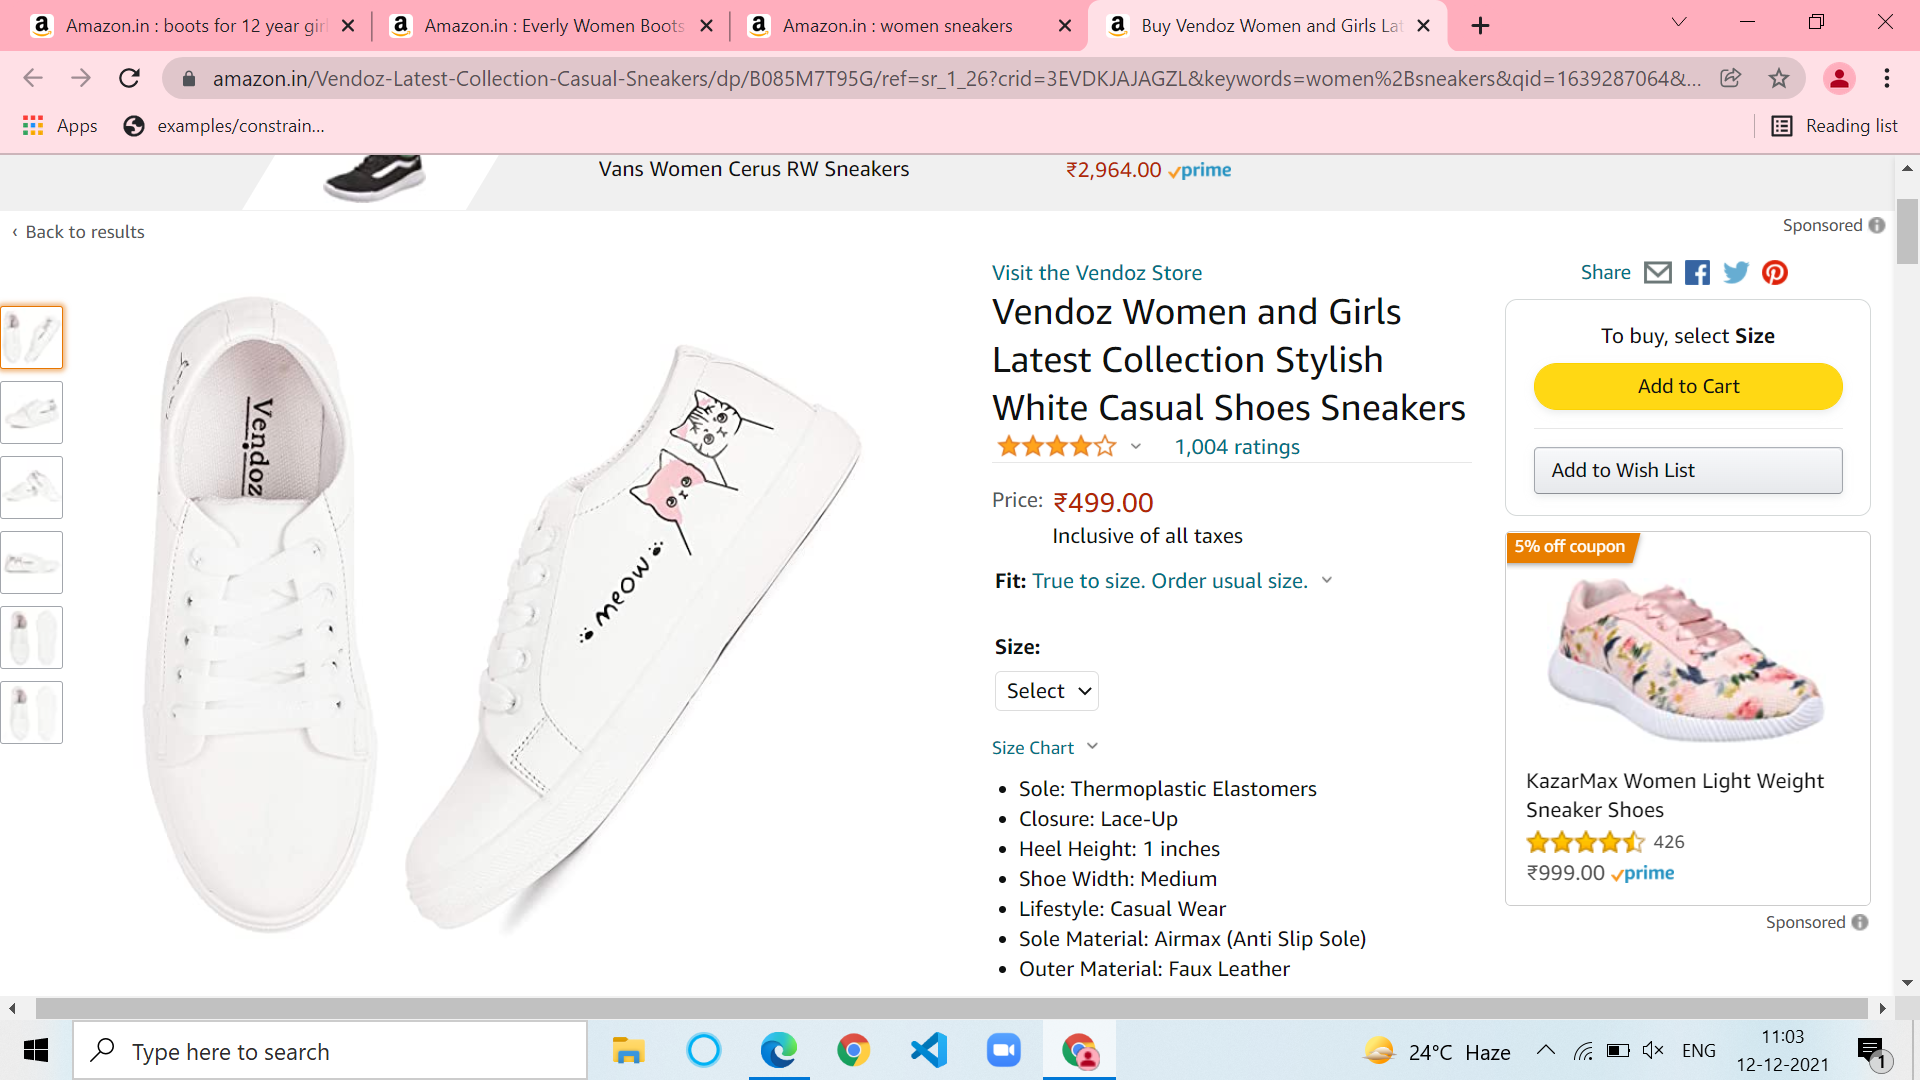 Amazon.in : boots for 12 year girl
Amazon.in : Everly Women Boots
Amazon.in : women sneakers
Buy Vendoz Women and Girls Lat
amazon.in/Vendoz-Latest-Collection-Casual-Sneakers/dp/B085M7T95G/ref=sr_1_26?crid=3EVDKJAJAGZL&keywords=women%2Bsneakers&qid=1639287064&...
Apps
examples/constrain...
Reading list
Vans Women Cerus RW Sneakers
₹2,964.00 prime
‹ Back to results
Sponsored
Visit the Vendoz Store
Share
Vendoz Women and Girls
Latest Collection Stylish
White Casual Shoes Sneakers
1,004 ratings
Price: ₹499.00
Inclusive of all taxes
Fit: True to size. Order usual size.
Size:
Select
Size Chart
• Sole: Thermoplastic Elastomers
• Closure: Lace-Up
• Heel Height: 1 inches
• Shoe Width: Medium
• Lifestyle: Casual Wear
• Sole Material: Airmax (Anti Slip Sole)
• Outer Material: Faux Leather
Vendoz
meow
To buy, select Size
Add to Cart
Add to Wish List
5% off coupon
KazarMax Women Light Weight
Sneaker Shoes
426
₹999.00 prime
Sponsored
Type here to search
24°C Haze
ENG
11:03
12-12-2021
1